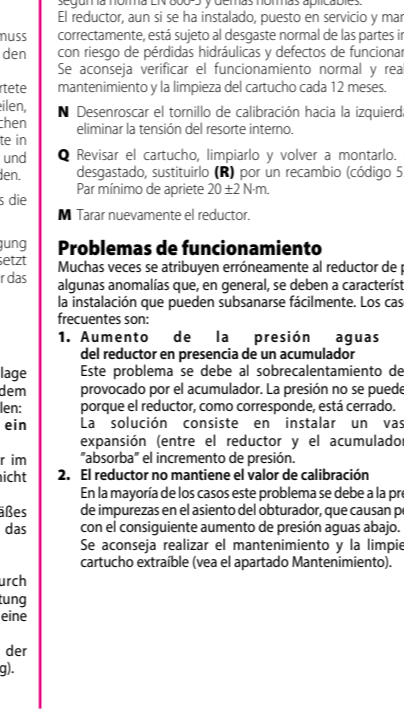 muss
den
rtete
eilen,
chen
te in
und
den.
s die
gung
setzt
r das
lage
dem
len:
ein
r im
nicht
äßes
das
urch
tung
eine
der
g).
según la norma EN 806-5 y demás normas aplicables.
El reductor, aun si se ha instalado, puesto en servicio y man
correctamente, está sujeto al desgaste normal de las partes in
con riesgo de pérdidas hidráulicas y defectos de funcionam
Se aconseja verificar el funcionamiento normal y real
mantenimiento y la limpieza del cartucho cada 12 meses.
N Desenroscar el tornillo de calibración hacia la izquierda
eliminar la tensión del resorte interno.
Q Revisar el cartucho, limpiarlo y volver a montarlo.
desgastado, sustituirlo (R) por un recambio (código 5
Par mínimo de apriete 20 ±2 N·m.
M Tarar nuevamente el reductor.
Problemas de funcionamiento
Muchas veces se atribuyen erróneamente al reductor de p
algunas anomalías que, en general, se deben a característ
la instalación que pueden subsanarse fácilmente. Los caso
frecuentes son:
1. Aumento de la presión aguas
del reductor en presencia de un acumulador
Este problema se debe al sobrecalentamiento de
provocado por el acumulador. La presión no se puede
porque el reductor, como corresponde, está cerrado.
La solución consiste en instalar un vas
expansión (entre el reductor y el acumulador
"absorba" el incremento de presión.
2. El reductor no mantiene el valor de calibración
En la mayoría de los casos este problema se debe a la pre
de impurezas en el asiento del obturador, que causan pé
con el consiguiente aumento de presión aguas abajo.
Se aconseja realizar el mantenimiento y la limpie
cartucho extraíble (vea el apartado Mantenimiento).